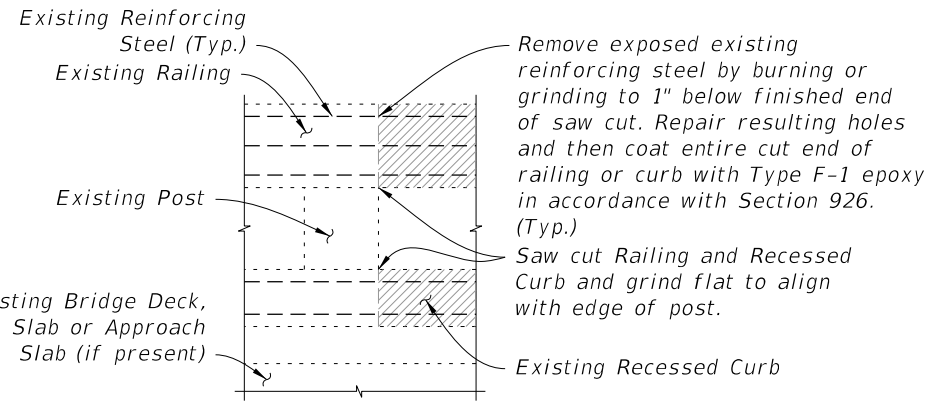 Existing Reinforcing
Steel (Typ.)
Existing Railing
Existing Post
sting Bridge Deck,
Slab or Approach
Slab (if present)
Remove exposed existing
reinforcing steel by burning or
grinding to 1" below finished end
of saw cut. Repair resulting holes
and then coat entire cut end of
railing or curb with Type F-1 epoxy
in accordance with Section 926.
(Typ.)
Saw cut Railing and Recessed
Curb and grind flat to align
with edge of post.
Existing Recessed Curb